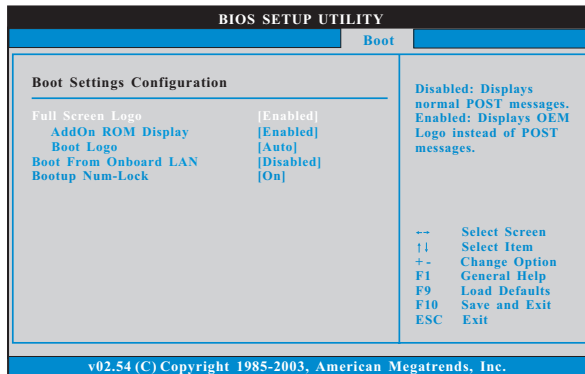 BIOS SETUP UTILITY
Boot
Boot Settings Configuration
Full Screen Logo [Enabled]
AddOn ROM Display [Enabled]
Boot Logo [Auto]
Boot From Onboard LAN [Disabled]
Bootup Num-Lock [On]
Disabled: Displays
normal POST messages.
Enabled: Displays OEM
Logo instead of POST
messages.
←→ Select Screen
↑↓ Select Item
+ - Change Option
F1 General Help
F9 Load Defaults
F10 Save and Exit
ESC Exit
v02.54 (C) Copyright 1985-2003, American Megatrends, Inc.